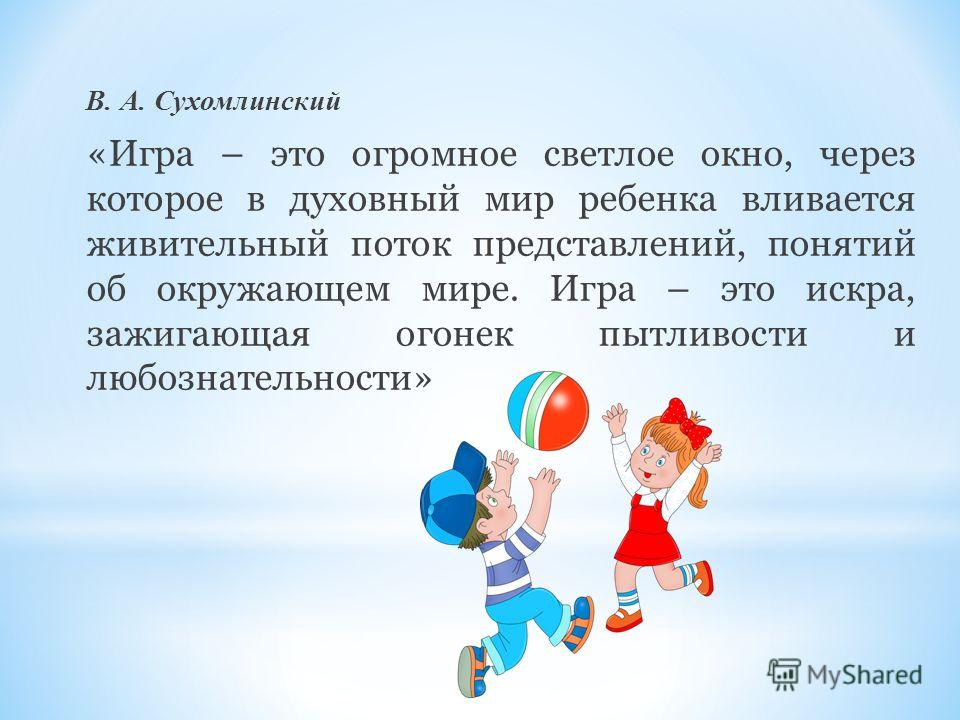 В. А. Сухомлинский
«Игра – это огромное светлое окно, через
которое в духовный мир ребенка вливается
живительный поток представлений, понятий
об окружающем мире. Игра – это искра,
зажигающая огонек пытливости и
любознательности»
MyShared